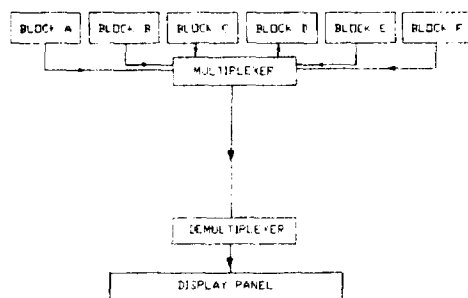 BLOCK A BLOCK B BLOCK C BLOCK D BLOCK E BLOCK F
MULTIPLEXER
DEMULTIPLEXER
DISPLAY PANEL